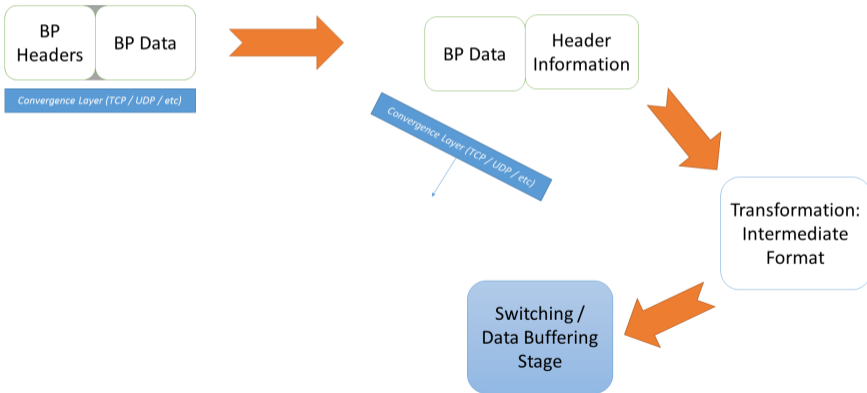 BP
Headers
BP Data
Convergence Layer (TCP / UDP / etc)
BP Data
Header
Information
Convergence Layer (TCP / UDP / etc)
Transformation:
Intermediate
Format
Switching /
Data Buffering
Stage